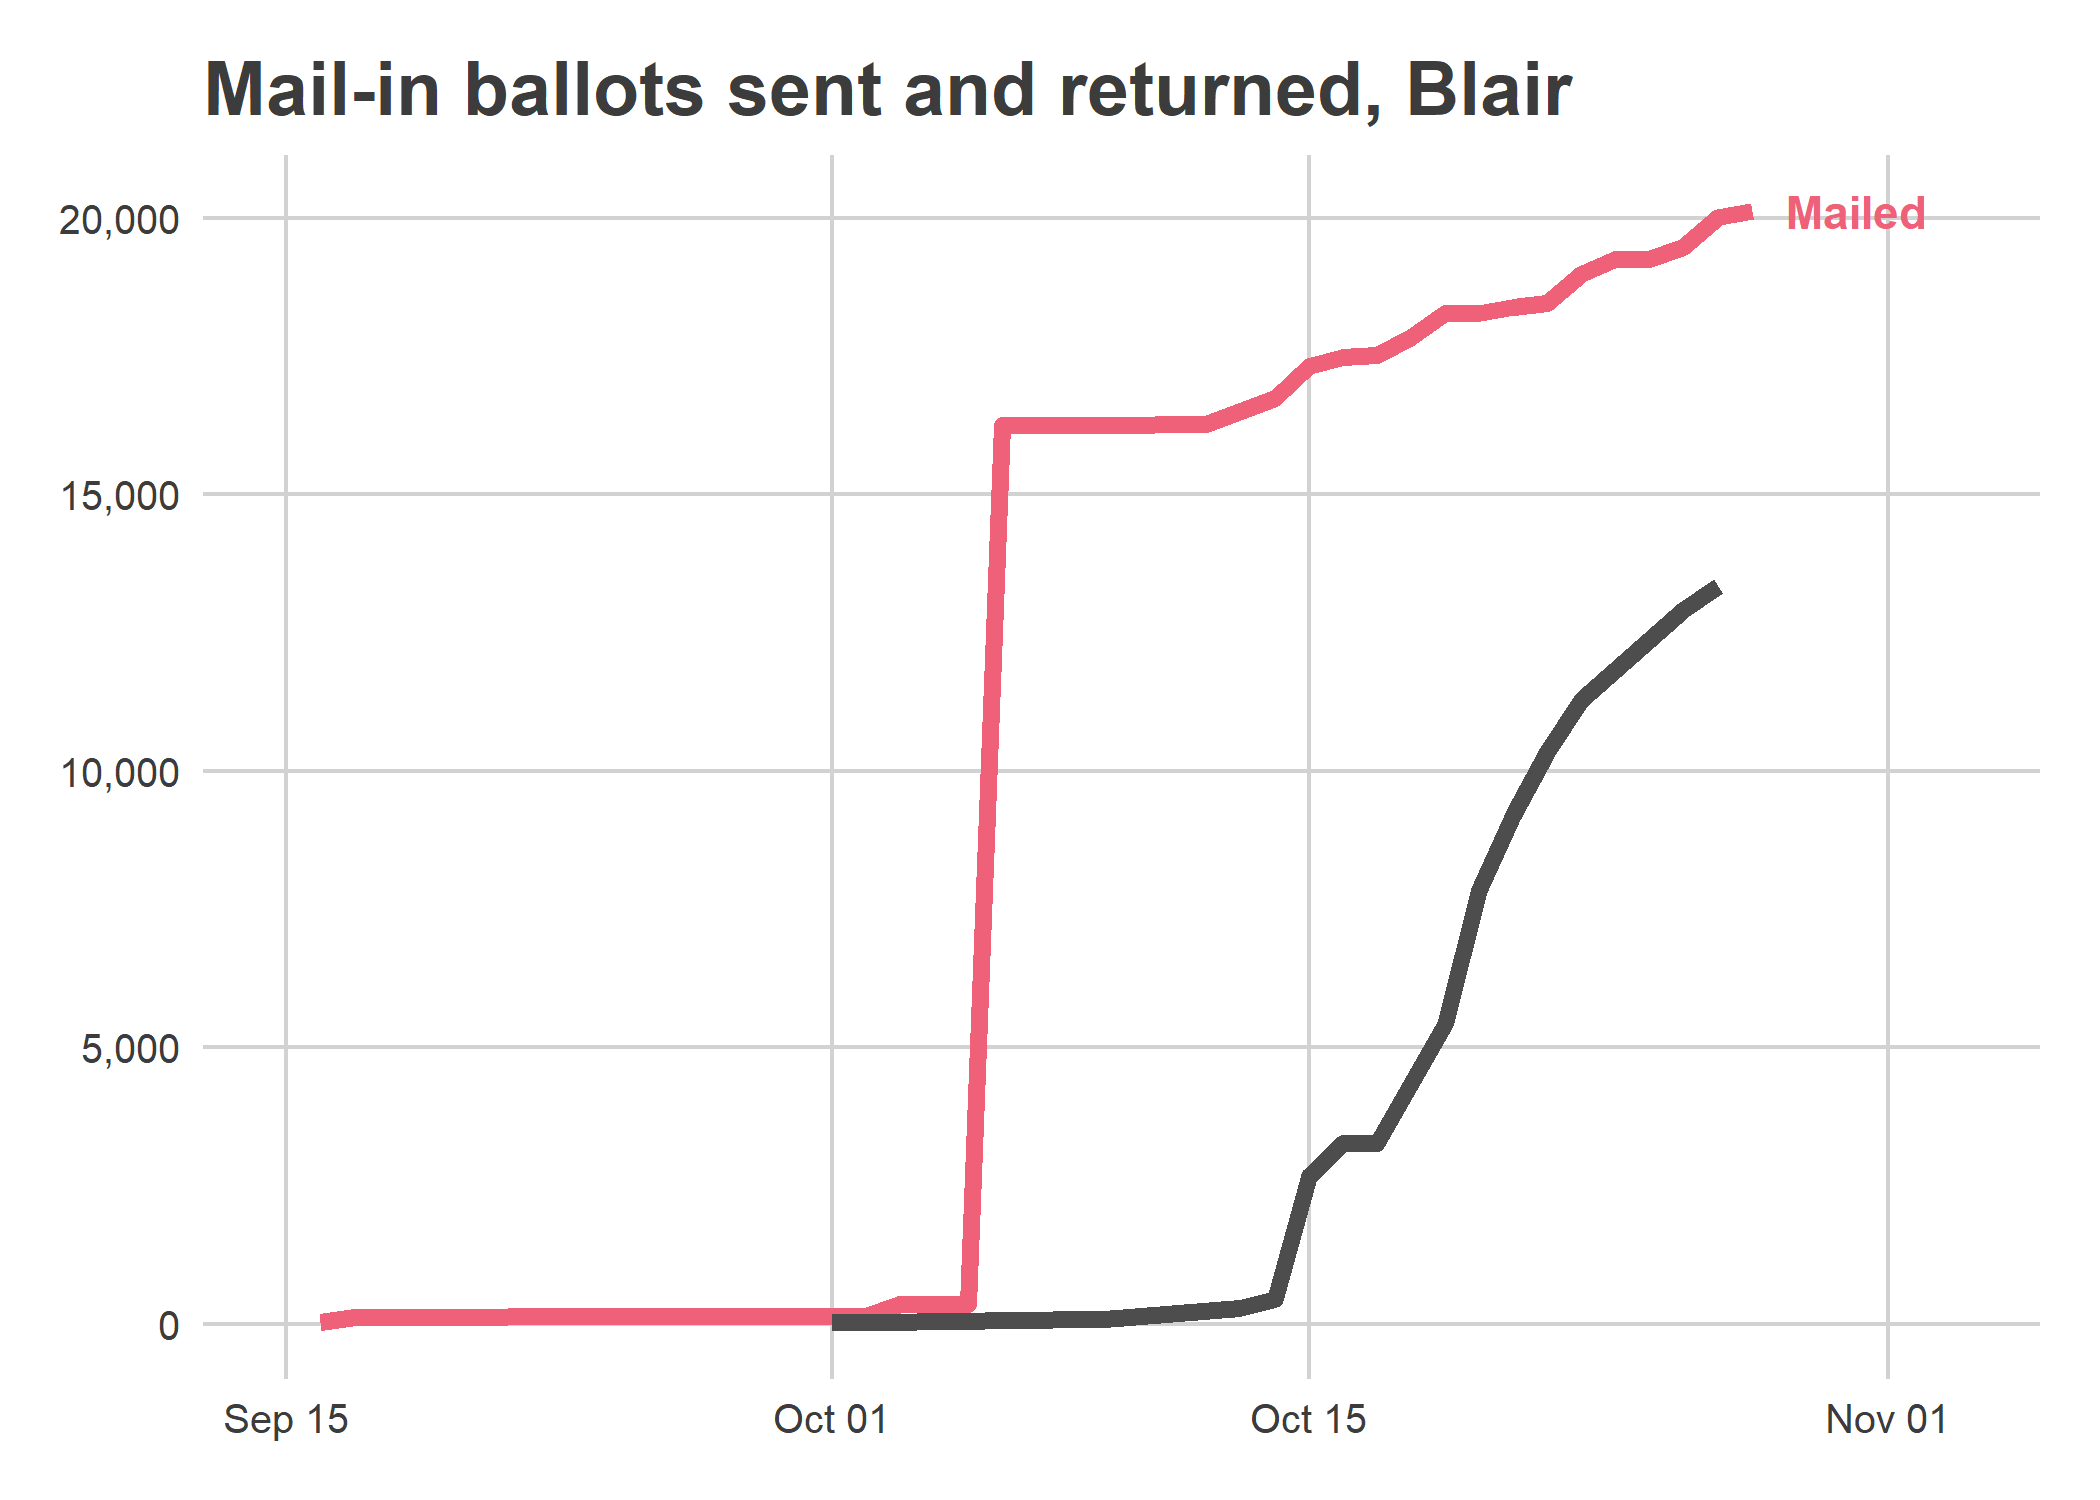 Mail-in ballots sent and returned, Blair
20,000
Mailed
15,000
10,000
5,000
0
Sep 15
Oct 01
Oct 15
Nov 01